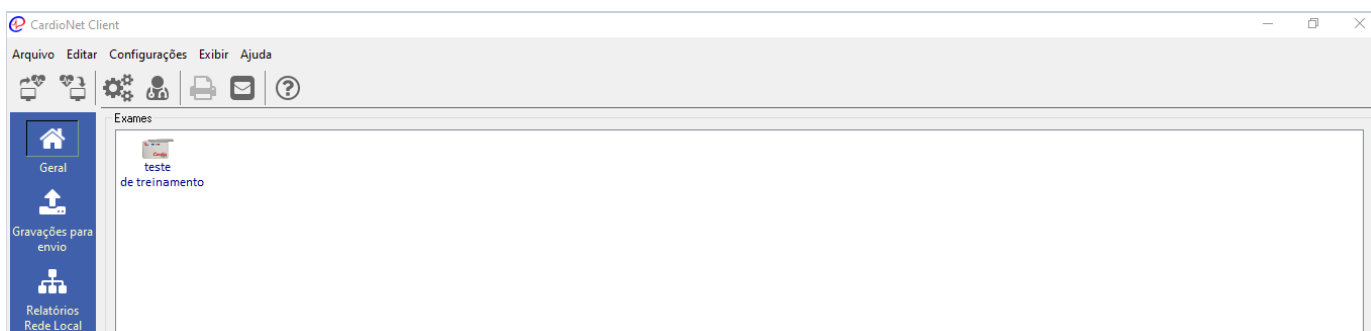 CardioNet Client
Arquivo Editar Configurações Exibir Ajuda
Exames
Geral
teste
de treinamento
Gravações para
envio
Relatórios
Rede Local